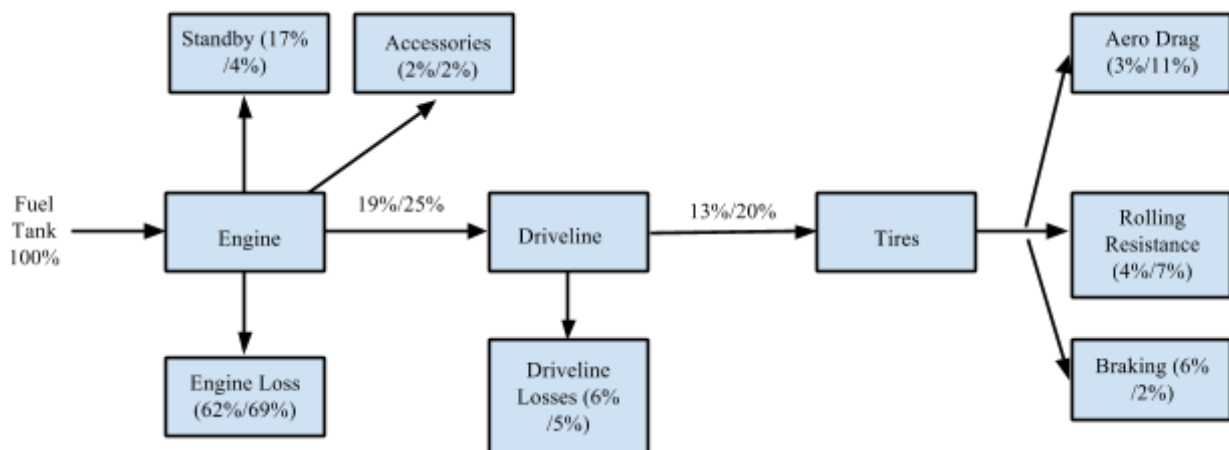 Standby (17%
/4%)
Accessories
(2%/2%)
Aero Drag
(3%/11%)
Fuel
Tank
100%
Engine
19%/25%
Driveline
13%/20%
Tires
Rolling
Resistance
(4%/7%)
Engine Loss
(62%/69%)
Driveline
Losses (6%
/5%)
Braking (6%
/2%)